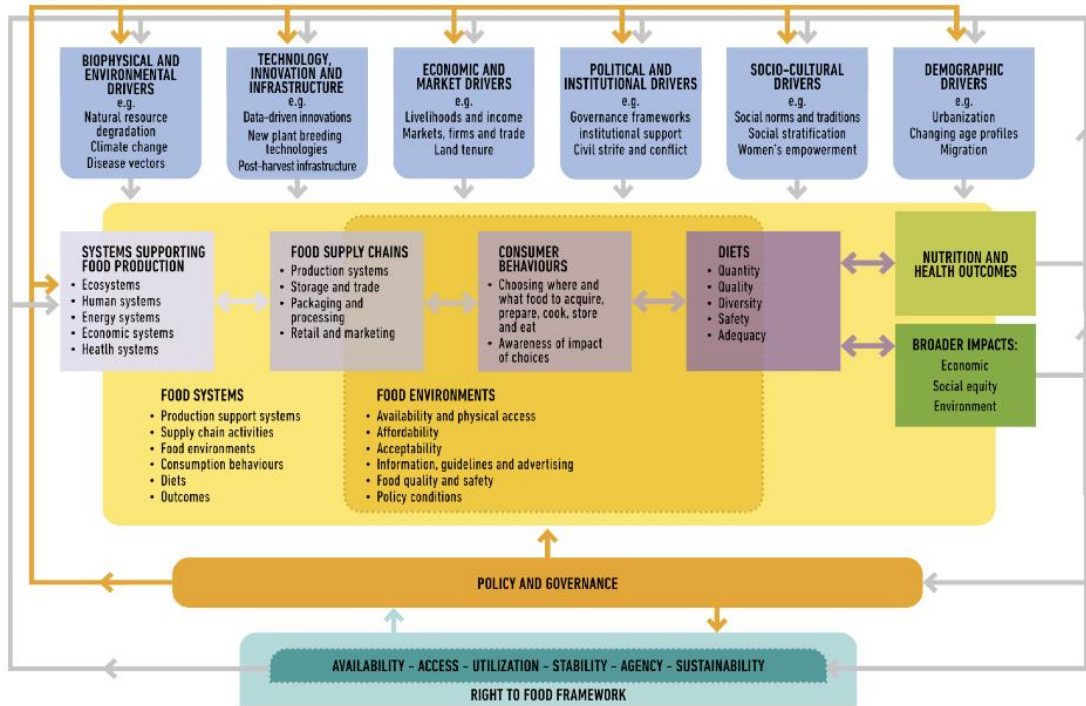 BIOPHYSICAL AND
ENVIRONMENTAL
DRIVERS
e.g.
Natural resource
degradation
Climate change
Disease vectors
TECHNOLOGY,
INNOVATION AND
INFRASTRUCTURE
e.g.
Data-driven innovations
New plant breeding
technologies
Post-harvest infrastructure
ECONOMIC AND
MARKET DRIVERS
e.g.
Livelihoods and income
Markets, firms and trade
Land tenure
POLITICAL AND
INSTITUTIONAL DRIVERS
e.g.
Governance frameworks
institutional support
Civil strife and conflict
SOCIO-CULTURAL
DRIVERS
e.g.
Social norms and traditions
Social stratification
Women's empowerment
DEMOGRAPHIC
DRIVERS
e.g.
Urbanization
Changing age profiles
Migration
SYSTEMS SUPPORTING
FOOD PRODUCTION
• Ecosystems
• Human systems
• Energy systems
• Economic systems
• Health systems
FOOD SUPPLY CHAINS
• Production systems
• Storage and trade
• Packaging and
processing
• Retail and marketing
CONSUMER
BEHAVIOURS
• Choosing where and
what food to acquire,
prepare, cook, store
and eat
• Awareness of impact
of choices
DIETS
• Quantity
• Quality
• Diversity
• Safety
• Adequacy
NUTRITION AND
HEALTH OUTCOMES
BROADER IMPACTS:
Economic
Social equity
Environment
FOOD SYSTEMS
• Production support systems
• Supply chain activities
• Food environments
• Consumption behaviours
• Diets
• Outcomes
FOOD ENVIRONMENTS
• Availability and physical access
• Affordability
• Acceptability
• Information, guidelines and advertising
• Food quality and safety
• Policy conditions
POLICY AND GOVERNANCE
AVAILABILITY – ACCESS – UTILIZATION – STABILITY – AGENCY – SUSTAINABILITY
RIGHT TO FOOD FRAMEWORK